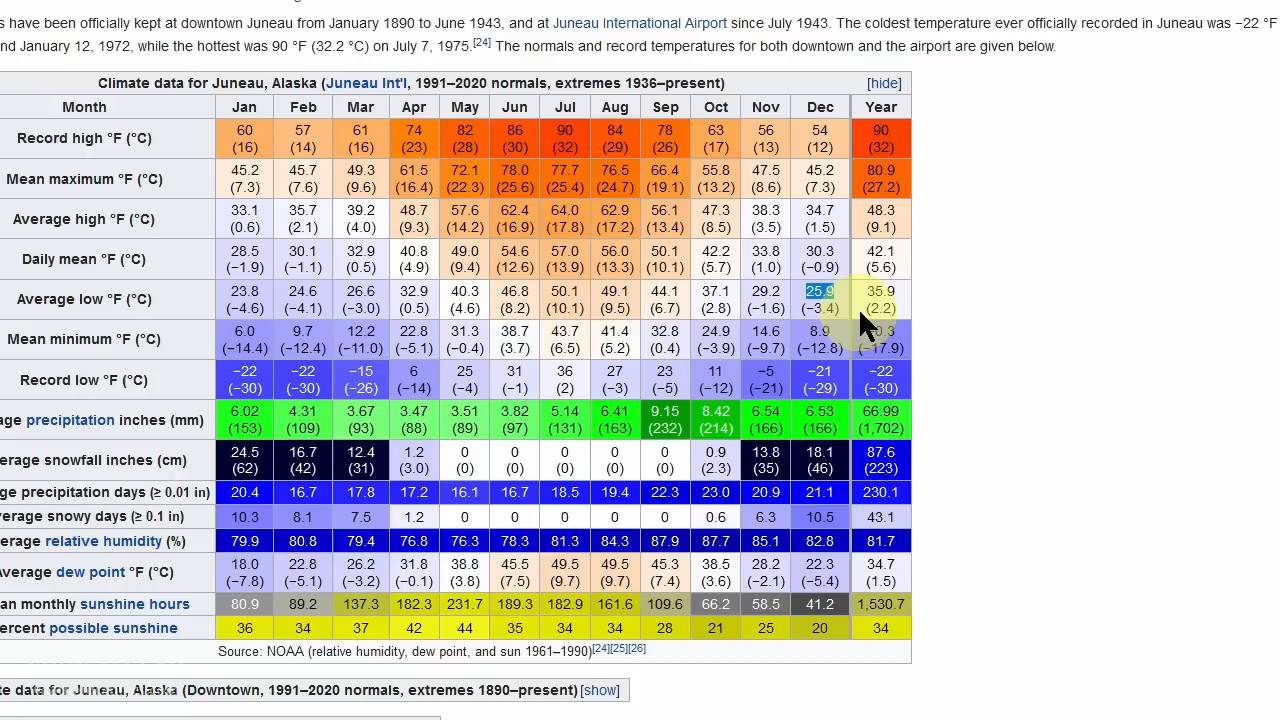 s have been officially kept at downtown Juneau from January 1890 to June 1943, and at Juneau International Airport since July 1943. The coldest temperature ever officially recorded in Juneau was −22 °F
nd January 12, 1972, while the hottest was 90 °F (32.2 °C) on July 7, 1975.[24] The normals and record temperatures for both downtown and the airport are given below.
Climate data for Juneau, Alaska (Juneau Int'l, 1991–2020 normals, extremes 1936–present) [hide]
Month Jan Feb Mar Apr May Jun Jul Aug Sep Oct Nov Dec Year
Record high °F (°C) 60 57 61 74 82 86 90 84 78 63 56 54 90
(16) (14) (16) (23) (28) (30) (32) (29) (26) (17) (13) (12) (32)
Mean maximum °F (°C) 45.2 45.7 49.3 61.5 72.1 78.0 77.7 76.5 66.4 55.8 47.5 45.2 80.9
(7.3) (7.6) (9.6) (16.4) (22.3) (25.6) (25.4) (24.7) (19.1) (13.2) (8.6) (7.3) (27.2)
Average high °F (°C) 33.1 35.7 39.2 48.7 57.6 62.4 64.0 62.9 56.1 47.3 38.3 34.7 48.3
(0.6) (2.1) (4.0) (9.3) (14.2) (16.9) (17.8) (17.2) (13.4) (8.5) (3.5) (1.5) (9.1)
Daily mean °F (°C) 28.5 30.1 32.9 40.8 49.0 54.6 57.0 56.0 50.1 42.2 33.8 30.3 42.1
(−1.9) (−1.1) (0.5) (4.9) (9.4) (12.6) (13.9) (13.3) (10.1) (5.7) (1.0) (−0.9) (5.6)
Average low °F (°C) 23.8 24.6 26.6 32.9 40.3 46.8 50.1 49.1 44.1 37.1 29.2 25.9 35.9
(−4.6) (−4.1) (−3.0) (0.5) (4.6) (8.2) (10.1) (9.5) (6.7) (2.8) (−1.6) (−3.4) (2.2)
Mean minimum °F (°C) 6.0 9.7 12.2 22.8 31.3 38.7 43.7 41.4 32.8 24.9 14.6 8.9
(−14.4) (−12.4) (−11.0) (−5.1) (−0.4) (3.7) (6.5) (5.2) (0.4) (−3.9) (−9.7) (−12.8) (−17.9)
Record low °F (°C) −22 −22 −15 6 25 31 36 27 23 11 −5 −21 −22
(−30) (−30) (−26) (−14) (−4) (−1) (2) (−3) (−5) (−12) (−21) (−29) (−30)
age precipitation inches (mm) 6.02 4.31 3.67 3.47 3.51 3.82 5.14 6.41 9.15 8.42 6.54 6.53 66.99
(153) (109) (93) (88) (89) (97) (131) (163) (232) (214) (166) (166) (1,702)
erage snowfall inches (cm) 24.5 16.7 12.4 1.2 0 0 0 0 0 0.9 13.8 18.1 87.6
(62) (42) (31) (3.0) (0) (0) (0) (0) (0) (2.3) (35) (46) (223)
ge precipitation days (≥ 0.01 in) 20.4 16.7 17.8 17.2 16.1 16.7 18.5 19.4 22.3 23.0 20.9 21.1 230.1
verage snowy days (≥ 0.1 in) 10.3 8.1 7.5 1.2 0 0 0 0 0 0.6 6.3 10.5 43.1
erage relative humidity (%) 79.9 80.8 79.4 76.8 76.3 78.3 81.3 84.3 87.9 87.7 85.1 82.8 81.7
Average dew point °F (°C) 18.0 22.8 26.2 31.8 38.8 45.5 49.5 49.5 45.3 38.5 28.2 22.3 34.7
(−7.8) (−5.1) (−3.2) (−0.1) (3.8) (7.5) (9.7) (9.7) (7.4) (3.6) (−2.1) (−5.4) (1.5)
an monthly sunshine hours 80.9 89.2 137.3 182.3 231.7 189.3 182.9 161.6 109.6 66.2 58.5 41.2 1,530.7
ercent possible sunshine 36 34 37 42 44 35 34 34 28 21 25 20 34
Source: NOAA (relative humidity, dew point, and sun 1961–1990)[24][25][26]
te data for Juneau, Alaska (Downtown, 1991–2020 normals, extremes 1890–present) [show]